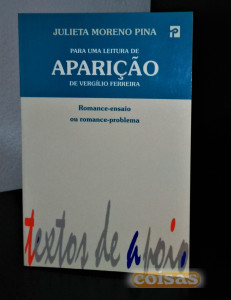 JULIETA MORENO PINA
PARA UMA LEITURA DE
APARIÇÃO
DE VERGÍLIO FERREIRA
Romance-ensaio
ou romance-problema
textos de apoio
coisas